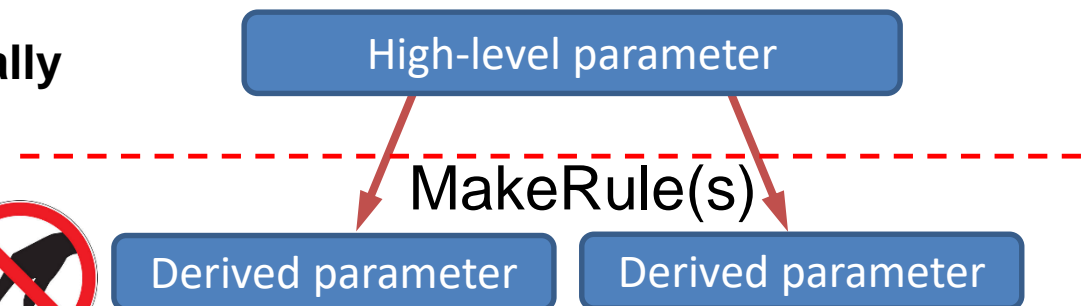 High-level parameter
ally
MakeRule(s)
Derived parameter
Derived parameter